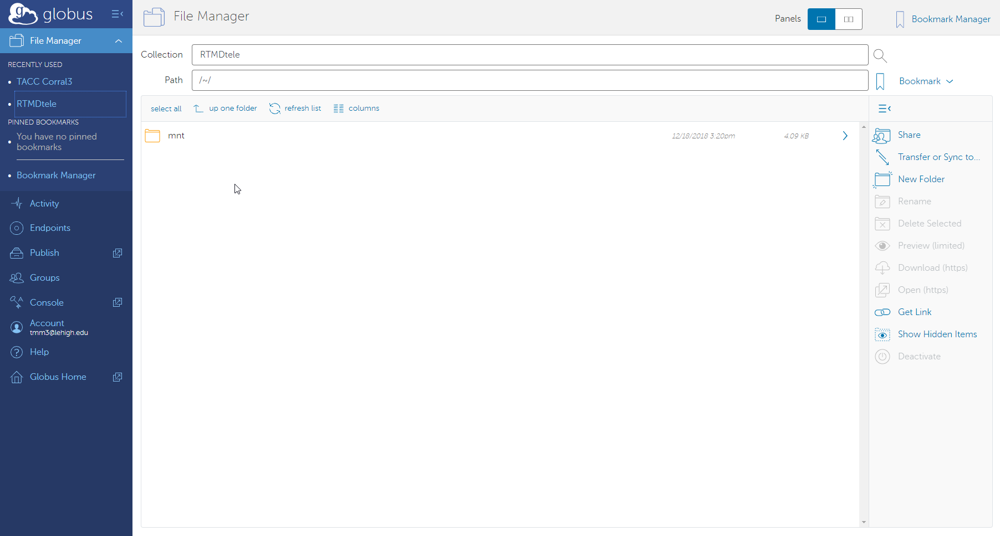 globus
File Manager
RECENTLY USED
TACC Corral3
RTMDtele
PINNED BOOKMARKS
You have no pinned
bookmarks
Bookmark Manager
Activity
Endpoints
Publish
Groups
Console
Account
tmm3@lehigh.edu
Help
Globus Home
File Manager
Panels
Bookmark Manager
Collection RTMDtele
Path /~/
Bookmark
select all up one folder refresh list columns
mnt 12/18/2018 3:20pm 4.09 KB
Share
Transfer or Sync to...
New Folder
Rename
Delete Selected
Preview (limited)
Download (https)
Open (https)
Get Link
Show Hidden Items
Deactivate